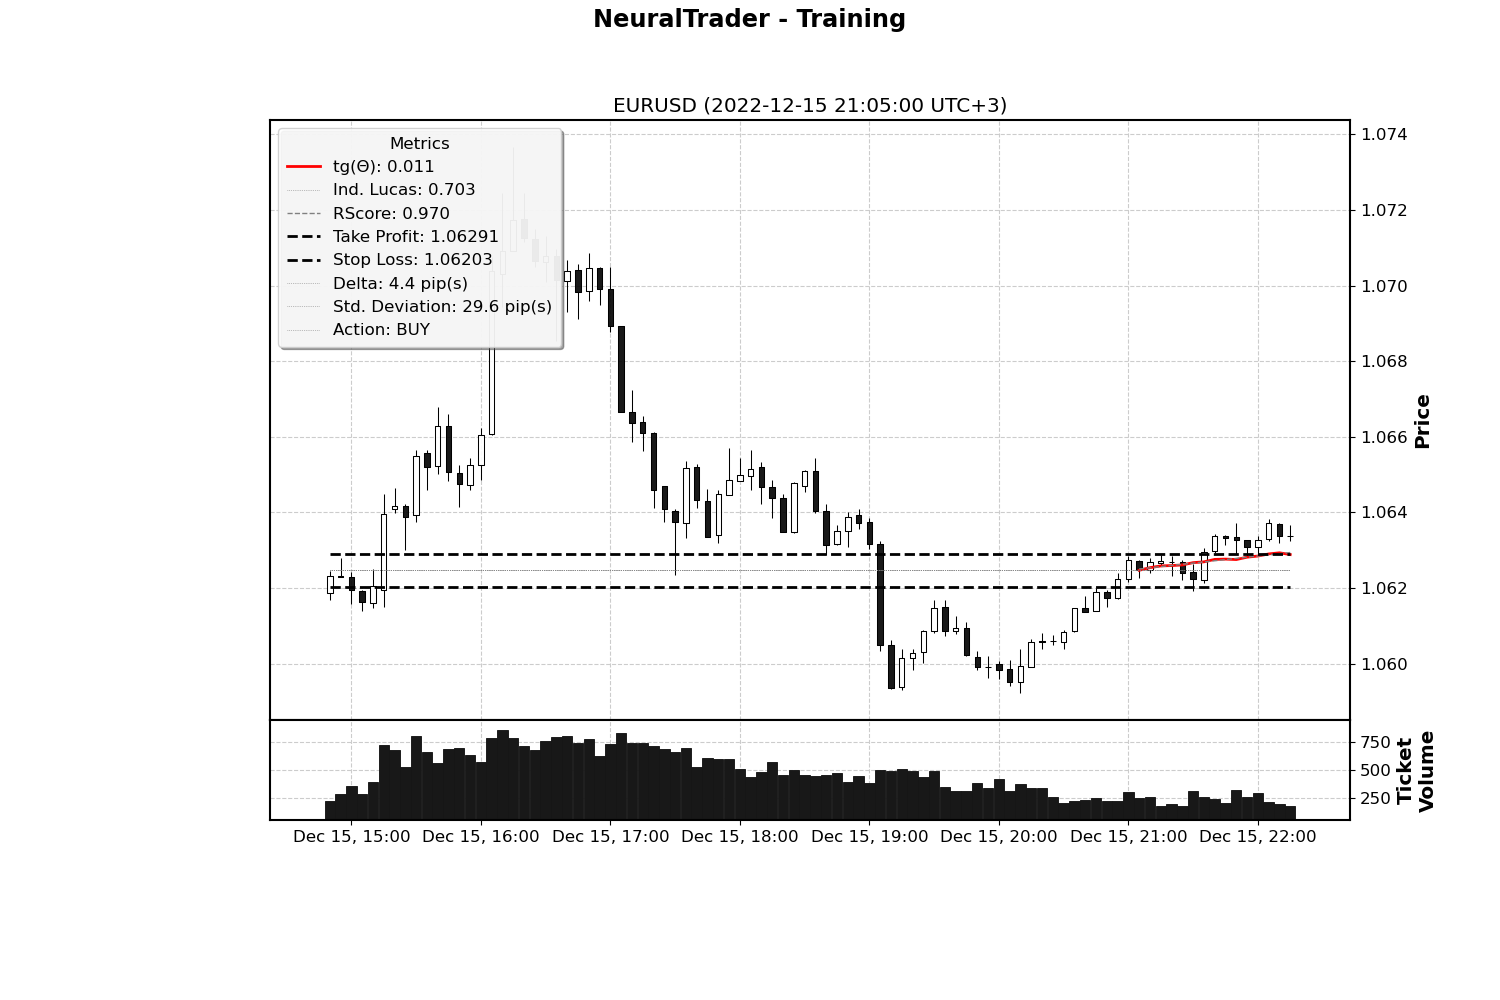 NeuralTrader - Training
EURUSD (2022-12-15 21:05:00 UTC+3)
Metrics
tg(Θ): 0.011
Ind. Lucas: 0.703
RScore: 0.970
Take Profit: 1.06291
Stop Loss: 1.06203
Delta: 4.4 pip(s)
Std. Deviation: 29.6 pip(s)
Action: BUY
1.074
1.072
1.070
1.068
1.066
1.064
1.062
1.060
Price
750
500
250
Ticket
Volume
Dec 15, 15:00
Dec 15, 16:00
Dec 15, 17:00
Dec 15, 18:00
Dec 15, 19:00
Dec 15, 20:00
Dec 15, 21:00
Dec 15, 22:00